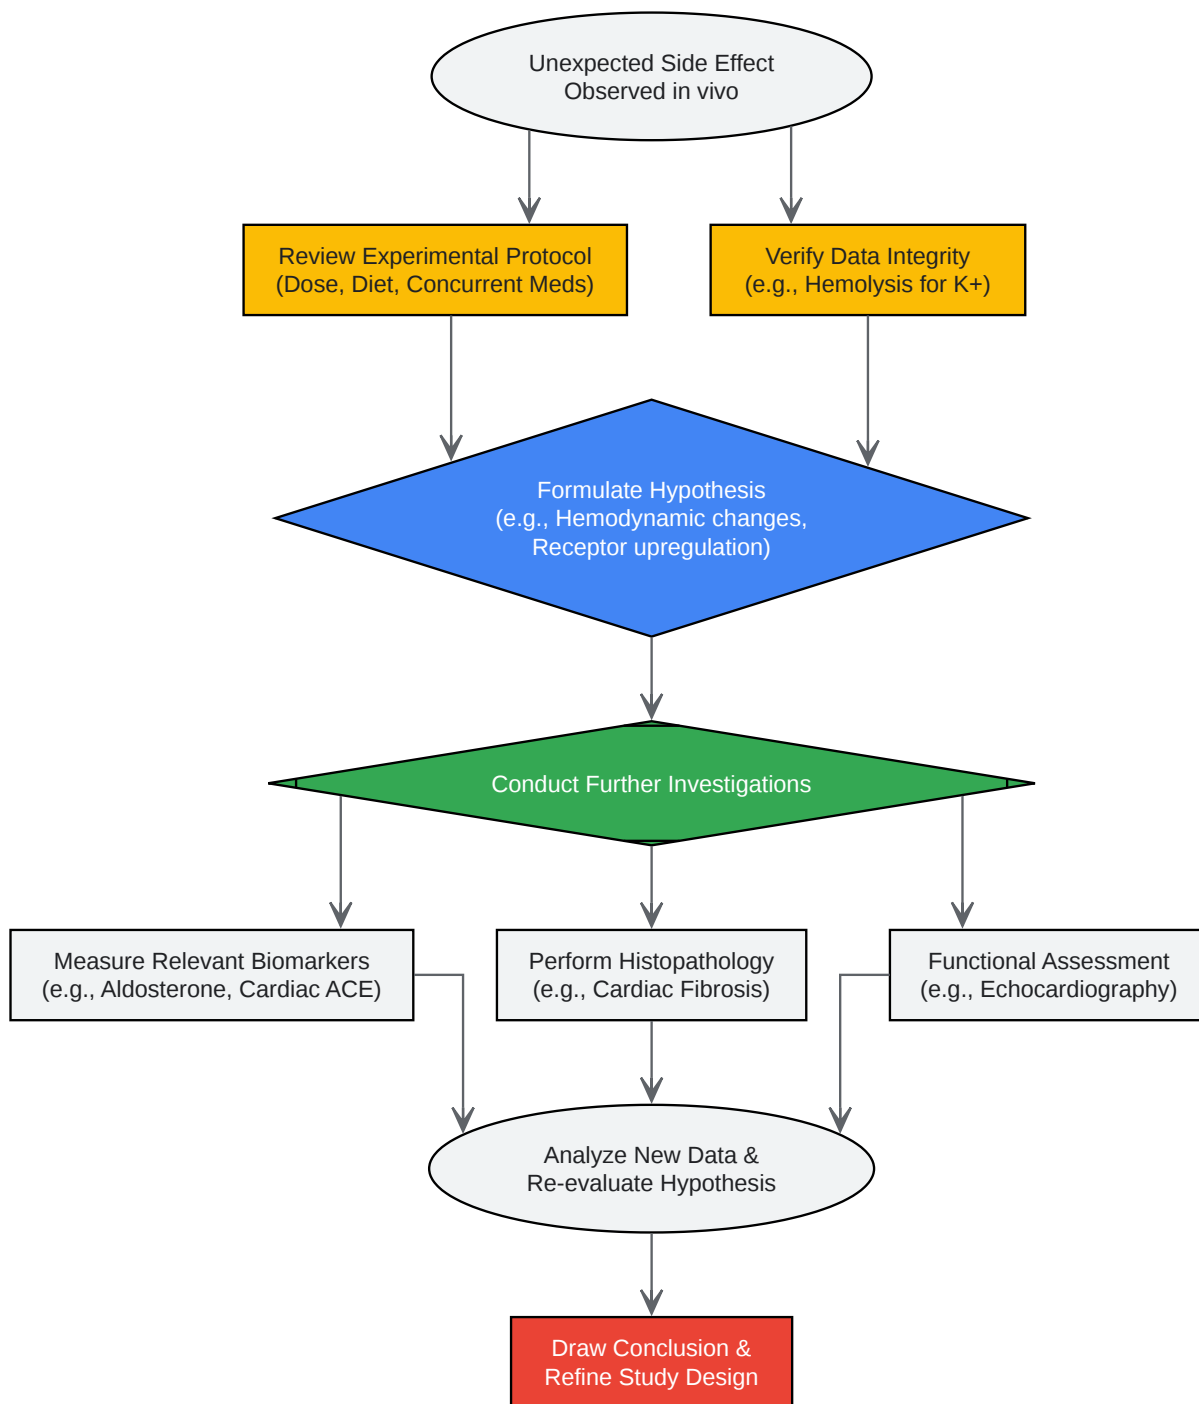 Unexpected Side Effect
Observed in vivo
Review Experimental Protocol
(Dose, Diet, Concurrent Meds)
Verify Data Integrity
(e.g., Hemolysis for K+)
Formulate Hypothesis
(e.g., Hemodynamic changes,
Receptor upregulation)
Conduct Further Investigations
Measure Relevant Biomarkers
(e.g., Aldosterone, Cardiac ACE)
Perform Histopathology
(e.g., Cardiac Fibrosis)
Functional Assessment
(e.g., Echocardiography)
Analyze New Data &
Re-evaluate Hypothesis
Draw Conclusion &
Refine Study Design